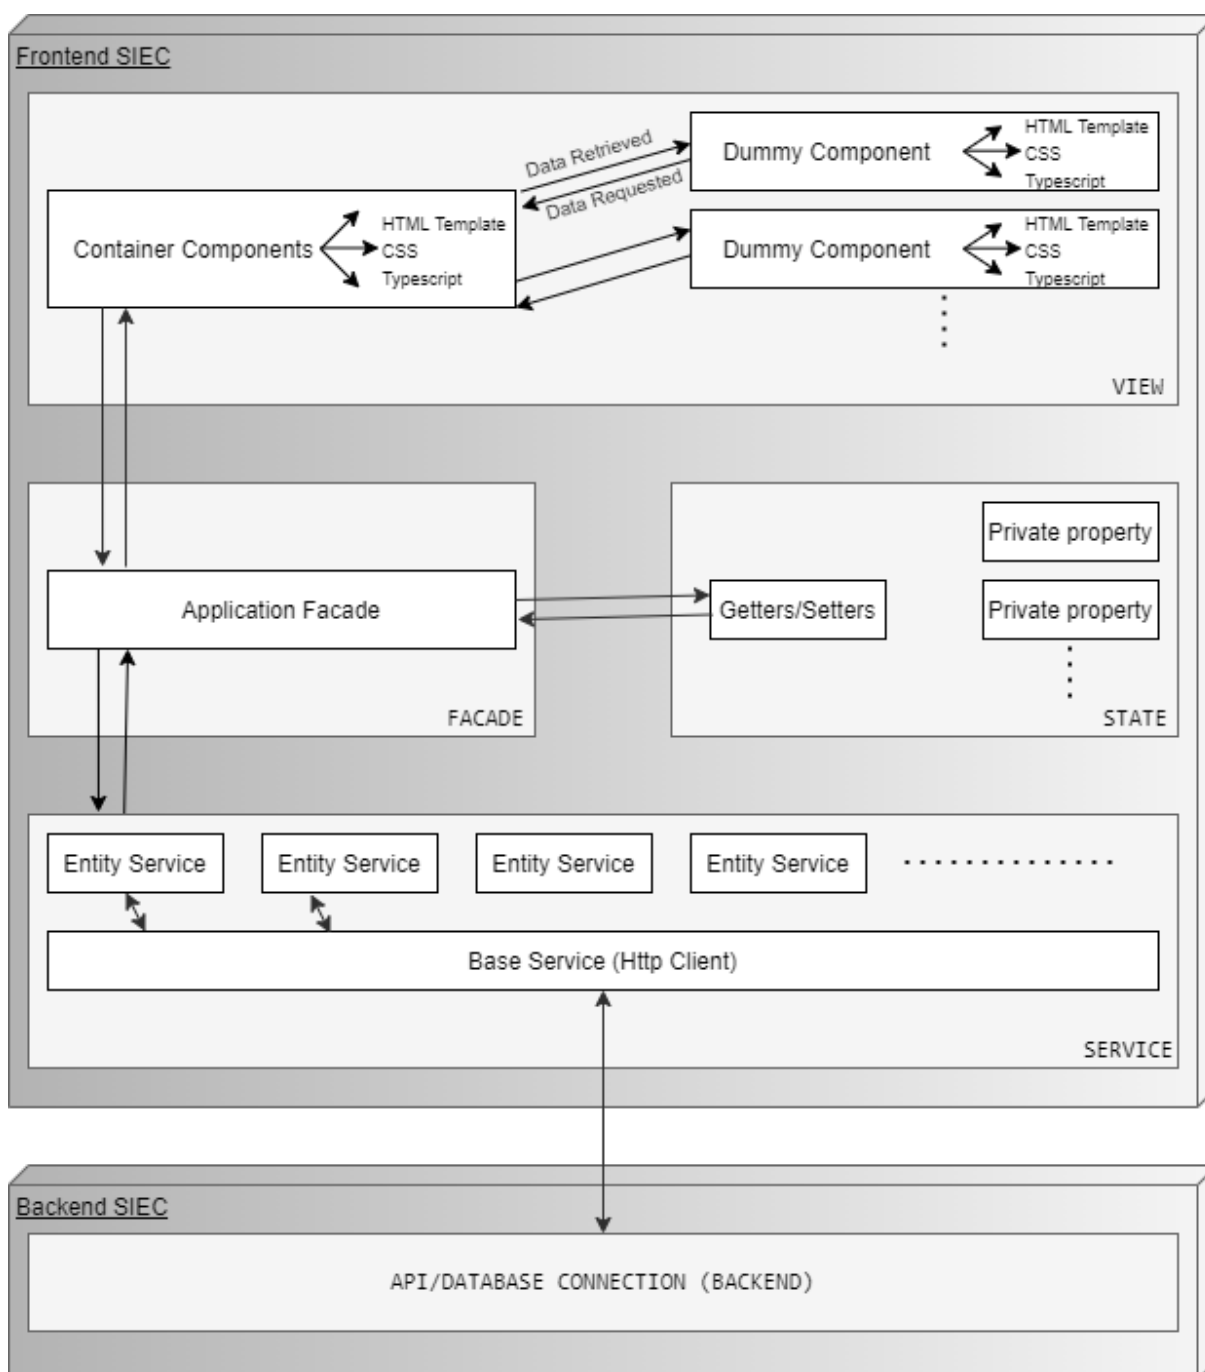 Frontend SIEC
Data Retrieved
Data Requested
Dummy Component
HTML Template
CSS
Typescript
Container Components
HTML Template
CSS
Typescript
Dummy Component
HTML Template
CSS
Typescript
VIEW
Application Facade
FACADE
Getters/Setters
Private property
Private property
STATE
Entity Service
Entity Service
Entity Service
Entity Service
Base Service (Http Client)
SERVICE
Backend SIEC
API/DATABASE CONNECTION (BACKEND)